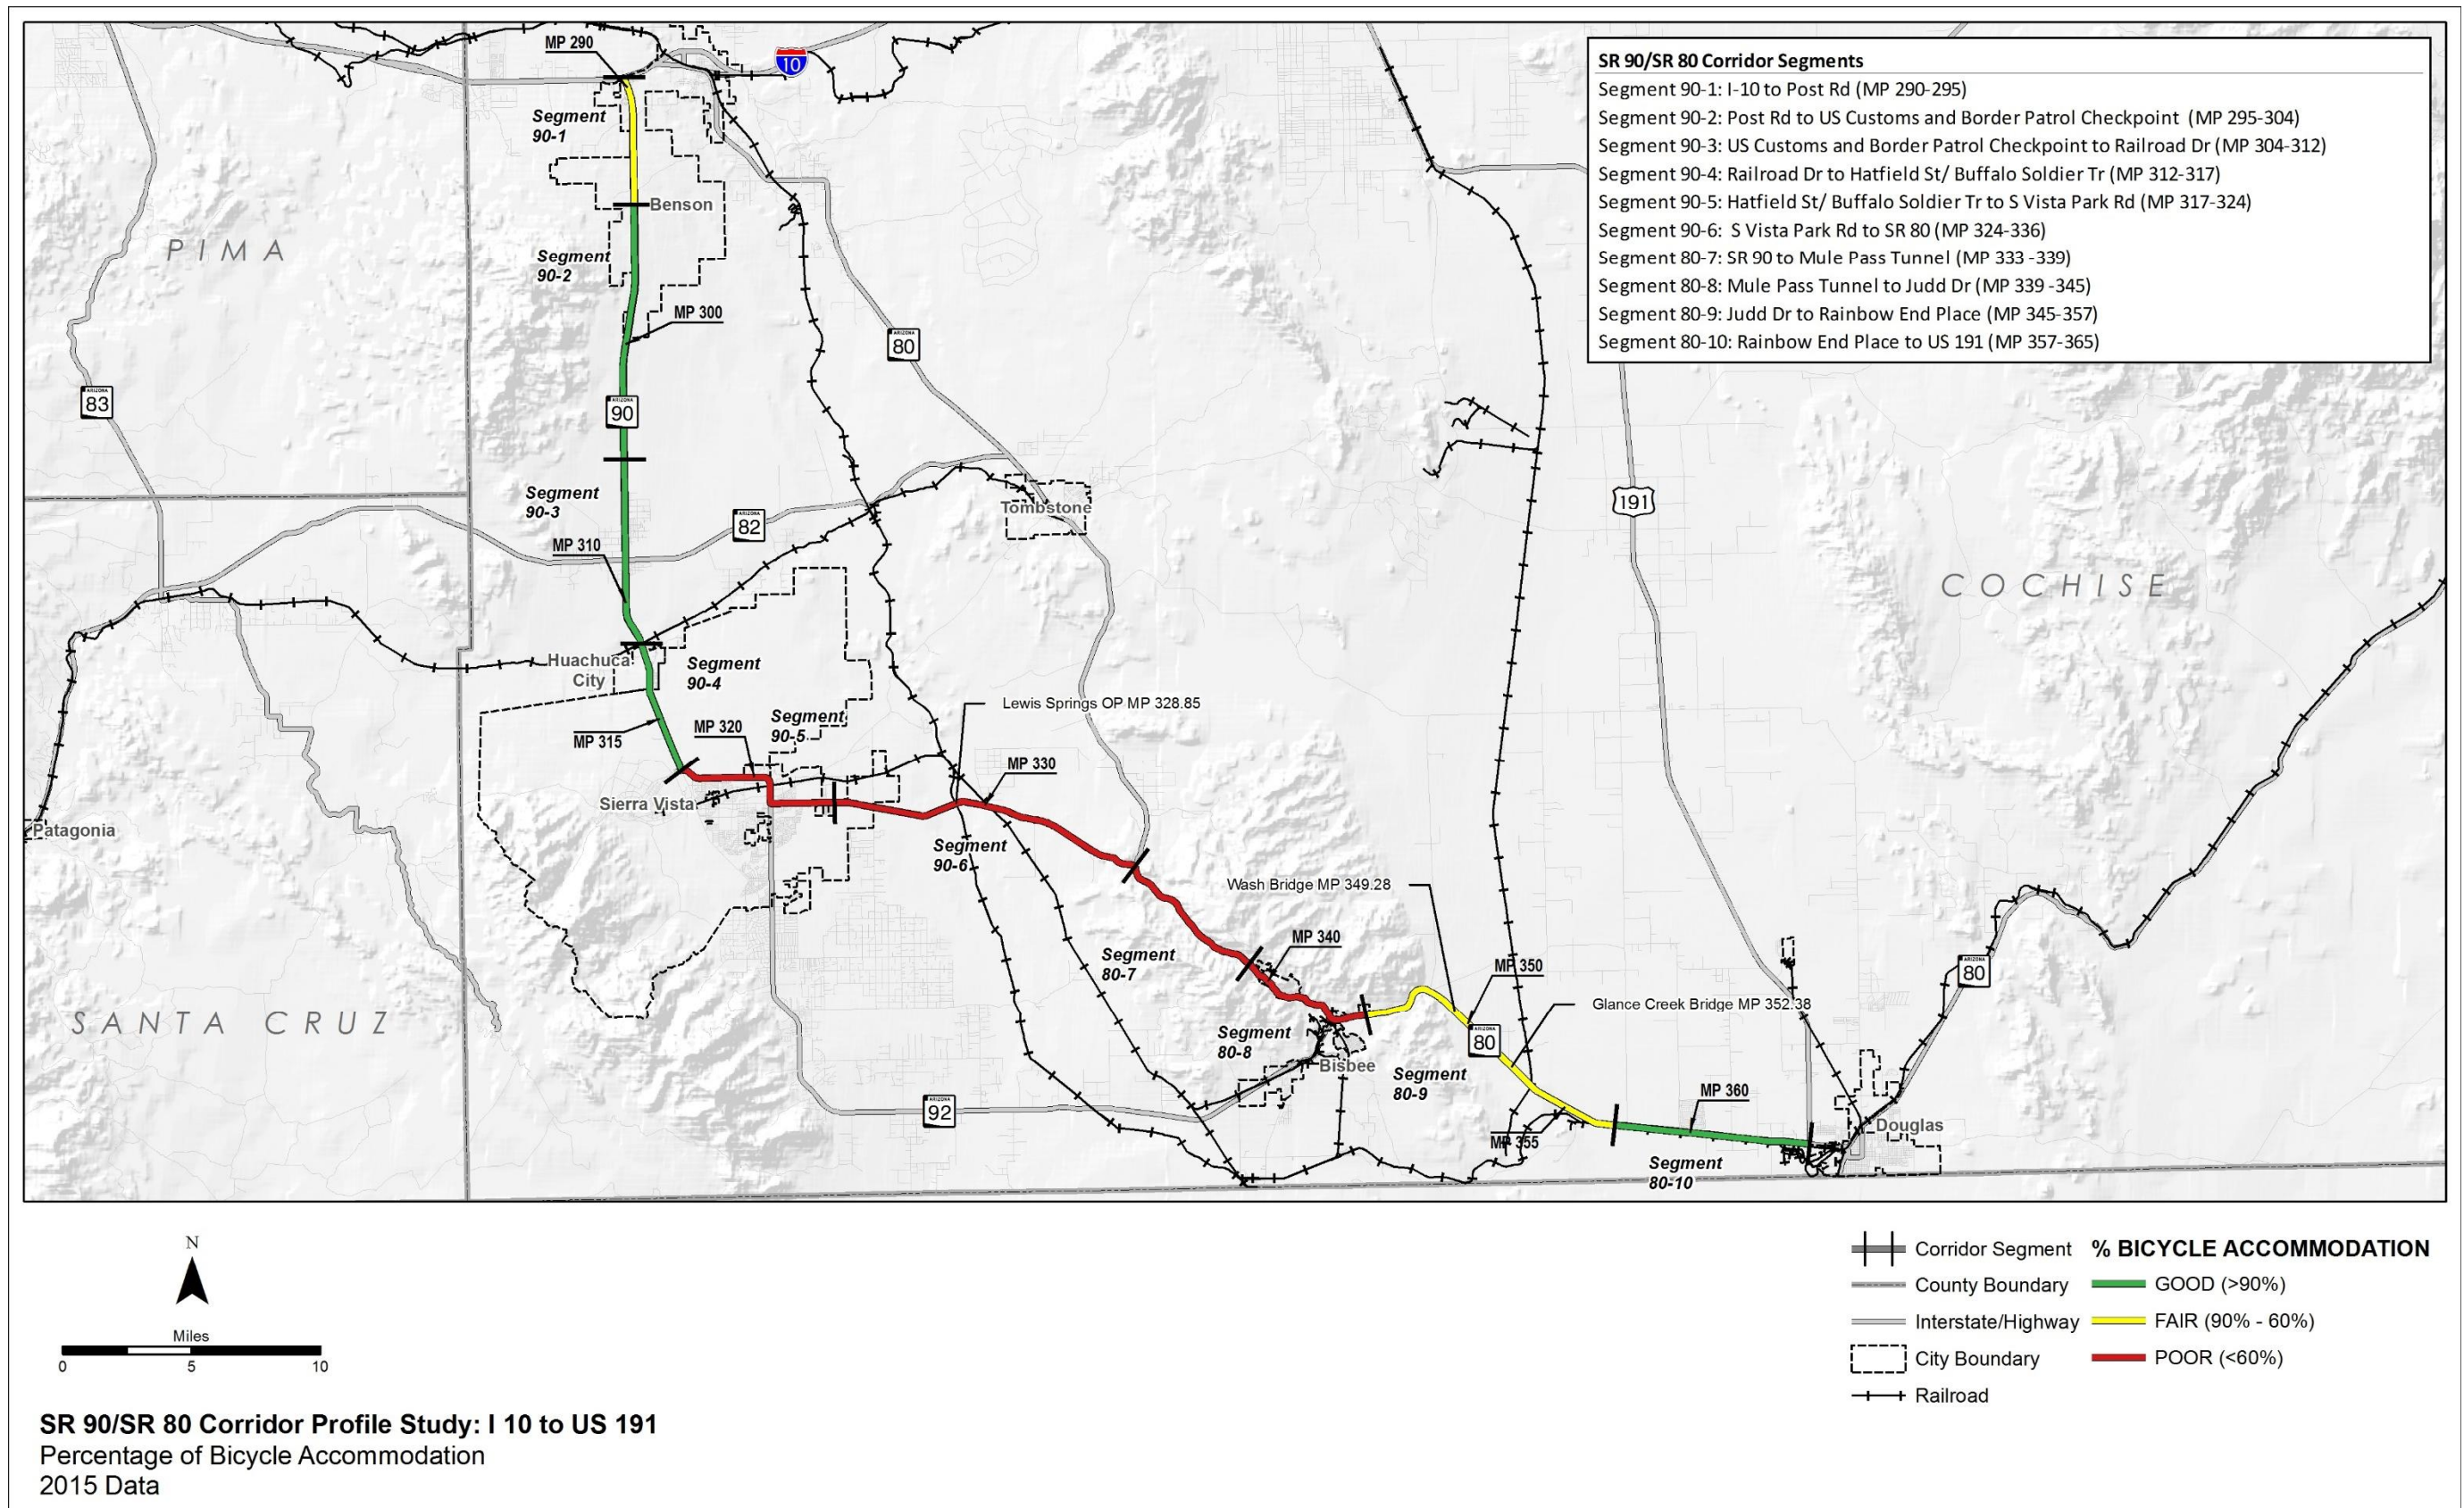 MP 290
10
SR 90/SR 80 Corridor Segments
Segment 90-1: I-10 to Post Rd (MP 290-295)
Segment 90-2: Post Rd to US Customs and Border Patrol Checkpoint (MP 295-304)
Segment 90-3: US Customs and Border Patrol Checkpoint to Railroad Dr (MP 304-312)
Segment 90-4: Railroad Dr to Hatfield St/ Buffalo Soldier Tr (MP 312-317)
Segment 90-5: Hatfield St/ Buffalo Soldier Tr to S Vista Park Rd (MP 317-324)
Segment 90-6: S Vista Park Rd to SR 80 (MP 324-336)
Segment 80-7: SR 90 to Mule Pass Tunnel (MP 333 -339)
Segment 80-8: Mule Pass Tunnel to Judd Dr (MP 339 -345)
Segment 80-9: Judd Dr to Rainbow End Place (MP 345-357)
Segment 80-10: Rainbow End Place to US 191 (MP 357-365)
Segment
90-1
Benson
PIMA
Segment
90-2
MP 300
ARIZONA
80
ARIZONA
83
ARIZONA
90
Segment
90-3
ARIZONA
82
Tombstone
191
MP 310
COCHISE
Huachuca
City
Segment
90-4
Lewis Springs OP MP 328.85
MP 315
MP 320
Segment
90-5
MP 330
Sierra Vista
Patagonia
Segment
90-6
Wash Bridge MP 349.28
MP 340
Segment
80-7
MP 350
ARIZONA
80
Glance Creek Bridge MP 352.38
SANTA CRUZ
Segment
80-8
ARIZONA
80
Bisbee
Segment
80-9
MP 360
ARIZONA
92
MP 355
Douglas
Segment
80-10
N
Miles
0 5 10
Corridor Segment
County Boundary
Interstate/Highway
City Boundary
Railroad
% BICYCLE ACCOMMODATION
GOOD (>90%)
FAIR (90% - 60%)
POOR (<60%)
SR 90/SR 80 Corridor Profile Study: I 10 to US 191
Percentage of Bicycle Accommodation
2015 Data